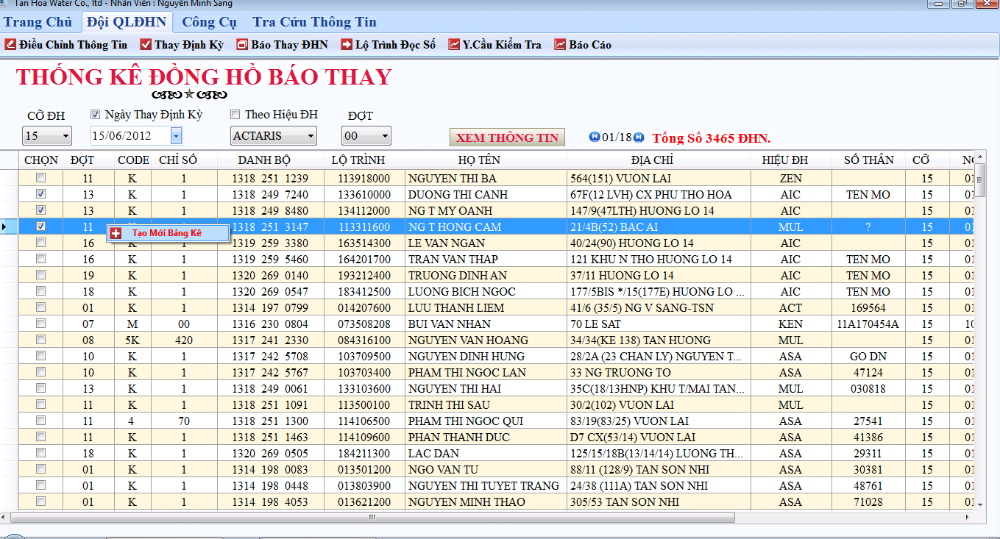 Tan Hoa Water Co., ltd - Nhân Viên : Nguyễn Minh Sang
Trang Chủ Đội QLĐHN Công Cụ Tra Cứu Thông Tin
Điều Chỉnh Thông Tin Thay Định Kỳ Báo Thay ĐHN Lộ Trình Đọc Số Y.Cầu Kiểm Tra Báo Cáo
THỐNG KÊ ĐỒNG HỒ BÁO THAY
CỠ ĐH Ngày Thay Định Kỳ Theo Hiệu ĐH ĐỢT
15 15/06/2012 ACTARIS 00 XEM THÔNG TIN 01/18 Tổng Số 3465 ĐHN.
CHỌN ĐỢT CODE CHỈ SỐ DANH BỘ LỘ TRÌNH HỌ TÊN ĐỊA CHỈ HIỆU ĐH SỐ THÂN CỠ
11 K 1 1318 251 1239 113918000 NGUYEN THI BA 564(151) VUON LAI ZEN 15 01
13 K 1 1318 249 7240 133610000 DUONG THI CANH 67F(12 LVH) CX PHU THO HOA AIC TEN MO 15 01
13 K 1 1318 249 8480 134112000 NG T MY OANH 147/9(47LTH) HUONG LO 14 AIC 15 01
11 1318 251 3147 113311600 NG T HONG CAM 21/4B(52) BAC AI MUL ? 15 01
Tạo Mới Bảng Kê
16 K 1 1319 259 3380 163514300 LE VAN NGAN 40/24(90) HUONG LO 14 AIC 15 01
16 K 1 1319 259 5460 164201700 TRAN VAN THAP 121 KHU N THO HUONG LO 14 AIC TEN MO 15 01
19 K 1 1320 269 0140 193212400 TRUONG DINH AN 37/11 HUONG LO 14 AIC TEN MO 15 01
18 K 1 1320 269 0547 183412500 LUONG BICH NGOC 177/5BIS */15(177E) HUONG LO ... AIC TEN MO 15 01
01 K 1 1314 197 0799 014207600 LUU THANH LIEM 41/6 (35/5) NG V SANG-TSN ACT 169564 15 01
07 M 00 1316 230 0804 073508208 BUI VAN NHAN 70 LE SAT KEN 11A170454A 15 10
08 5K 420 1317 241 2330 084316100 NGUYEN VAN HOANG 34/34(KE 138) TAN HUONG MUL 15 01
10 K 1 1317 242 5708 103709500 NGUYEN DINH HUNG 28/2A (23 CHAN LY) NGUYEN T... ASA GO DN 15 01
10 K 1 1317 242 5767 103703400 PHAM THI NGOC LAN 33 NG TRUONG TO ASA 47124 15 01
13 K 1 1318 249 0061 133103600 NGUYEN THI HAI 35C(18/13HNP) KHU T/MAI TAN... MUL 030818 15 01
11 K 1 1318 251 1091 113500100 TRINH THI SAU 30/2(102) VUON LAI MUL 15 01
11 4 70 1318 251 1300 114106500 PHAM THI NGOC QUI 83/19(83/25) VUON LAI ASA 27541 15 01
11 K 1 1318 251 1463 114109600 PHAN THANH DUC D7 CX(53/14) VUON LAI ASA 41386 15 01
18 K 1 1320 269 0505 184211300 LAC DAN 125/15/18B(13/14/14) LUONG TH... ASA 29311 15 01
01 K 1 1314 198 0083 013501200 NGO VAN TU 88/11 (128/9) TAN SON NHI ASA 30381 15 01
01 K 1 1314 198 0448 013803900 NGUYEN THI TUYET TRANG 24/38 (111A) TAN SON NHI ASA 48761 15 01
01 K 1 1314 198 4053 013621200 NGUYEN MINH THAO 305/53 TAN SON NHI ASA 71028 15 01